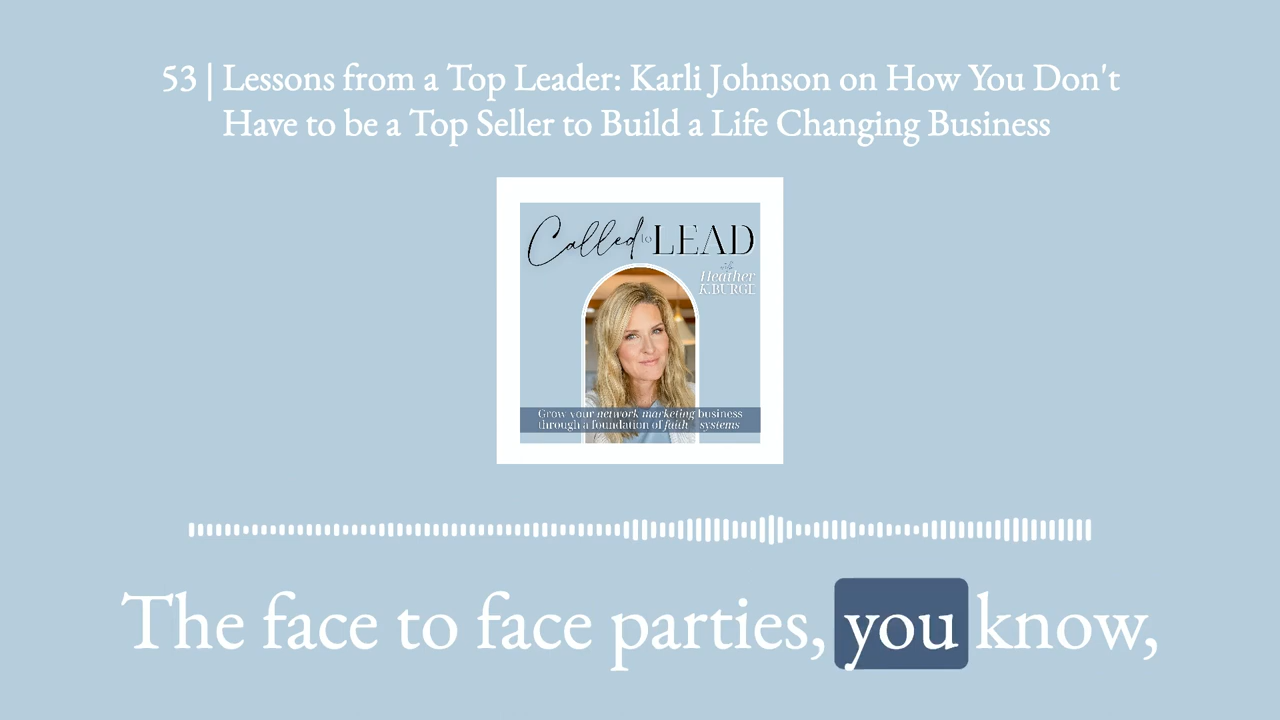 53 | Lessons from a Top Leader: Karli Johnson on How You Don't
Have to be a Top Seller to Build a Life Changing Business
Called to LEAD
with
Heather
K.BURGE
Grow your network marketing business
through a foundation of faith + systems
The face to face parties, you know,